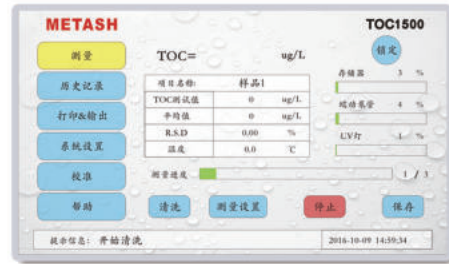 METASH
TOC1500
测量
历史记录
打印&输出
系统设置
校准
帮助
TOC= ug/L
锁定
项目名称: 样品1
TOC测试值 0 ug/L
平均值 0 ug/L
R.S.D 0.00 %
温度 0.0 ℃
存储器 3 %
蠕动泵管 4 %
UV灯 1 %
测量进度 1 / 3
清洗
测量设置
停止
保存
提示信息: 开始清洗
2016-10-09 14:59:34